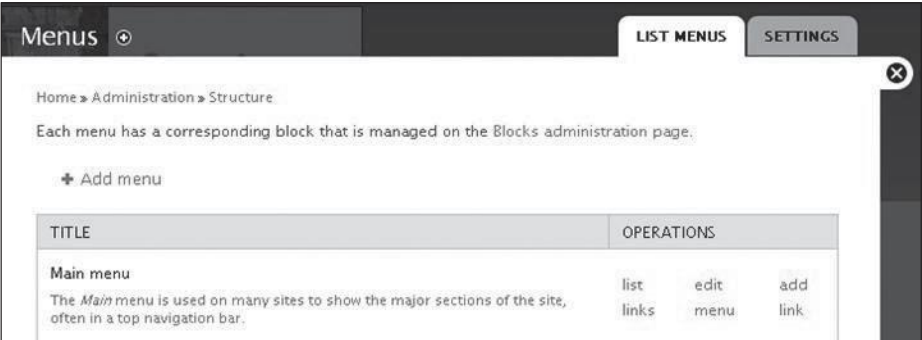 Menus
LIST MENUS
SETTINGS
Home » Administration » Structure
Each menu has a corresponding block that is managed on the Blocks administration page.
+ Add menu
TITLE
OPERATIONS
Main menu
The Main menu is used on many sites to show the major sections of the site,
often in a top navigation bar.
list links
edit menu
add link